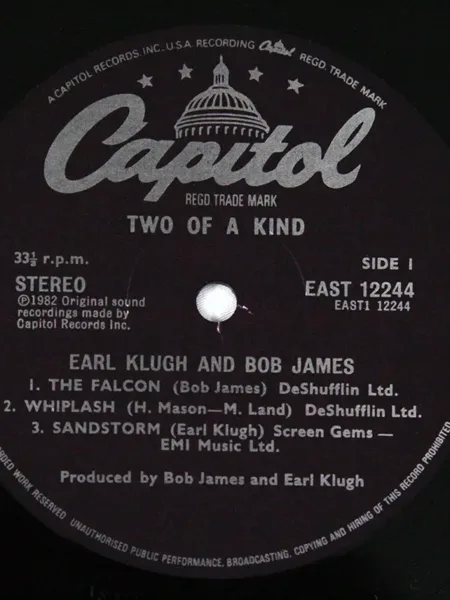 A CAPITOL RECORDS, INC., U.S.A. RECORDING Capitol REGD. TRADE MARK
Capitol
REGD TRADE MARK
TWO OF A KIND
33⅓ r.p.m.
STEREO
℗1982 Original sound
recordings made by
Capitol Records Inc.
SIDE 1
EAST 12244
EAST1 12244
EARL KLUGH AND BOB JAMES
1. THE FALCON (Bob James) DeShufflin Ltd.
2. WHIPLASH (H. Mason—M. Land) DeShufflin Ltd.
3. SANDSTORM (Earl Klugh) Screen Gems —
EMI Music Ltd.
Produced by Bob James and Earl Klugh
WORK RESERVED UNAUTHORISED PUBLIC PERFORMANCE, BROADCASTING, COPYING AND HIRING OF THIS RECORD PROHIBITED